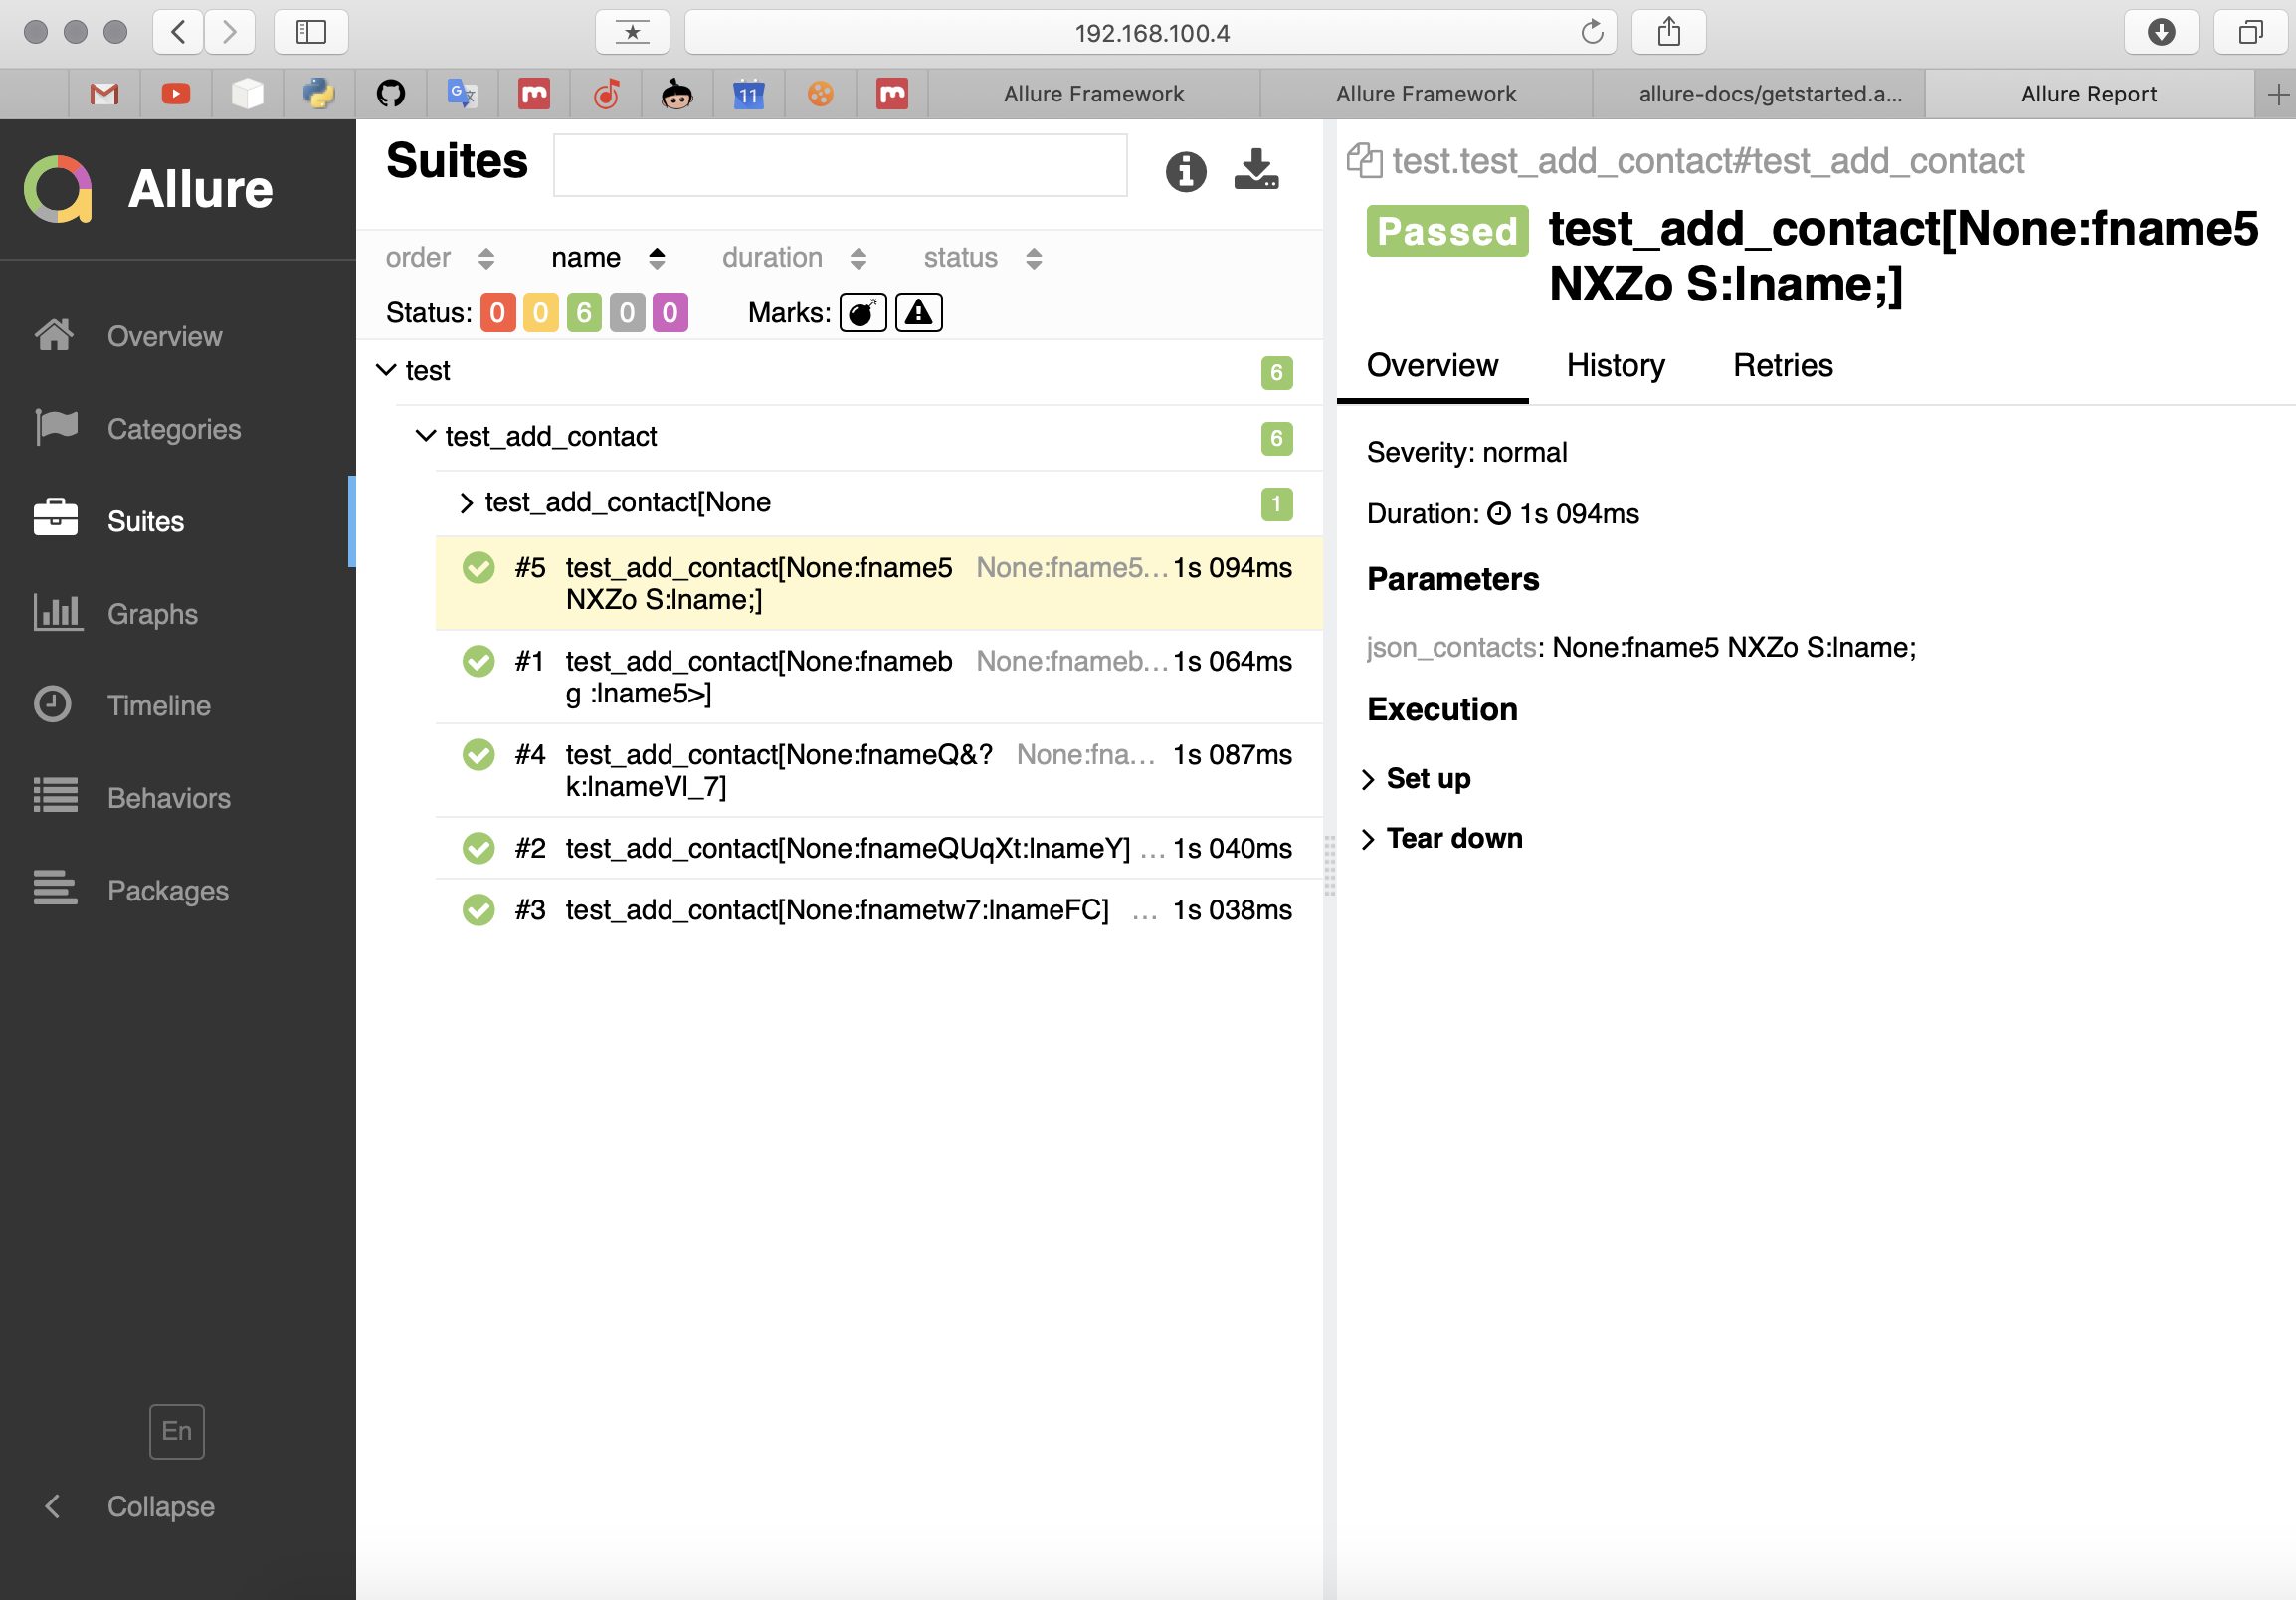 192.168.100.4
11
Allure Framework
Allure Framework
allure-docs/getstarted.a...
Allure Report
Allure
Overview
Categories
Suites
Graphs
Timeline
Behaviors
Packages
En
Collapse
Suites
order name duration status
Status: 0 0 6 0 0 Marks:
test 6
test_add_contact 6
test_add_contact[None 1
#5 test_add_contact[None:fname5 None:fname5... 1s 094ms
NXZo S:lname;]
#1 test_add_contact[None:fnameb None:fnameb... 1s 064ms
g :lname5>]
#4 test_add_contact[None:fnameQ&? None:fna... 1s 087ms
k:lnameVl_7]
#2 test_add_contact[None:fnameQUqXt:lnameY] ... 1s 040ms
#3 test_add_contact[None:fnametw7:lnameFC] ... 1s 038ms
test.test_add_contact#test_add_contact
Passed test_add_contact[None:fname5
NXZo S:lname;]
Overview History Retries
Severity: normal
Duration: 1s 094ms
Parameters
json_contacts: None:fname5 NXZo S:lname;
Execution
Set up
Tear down